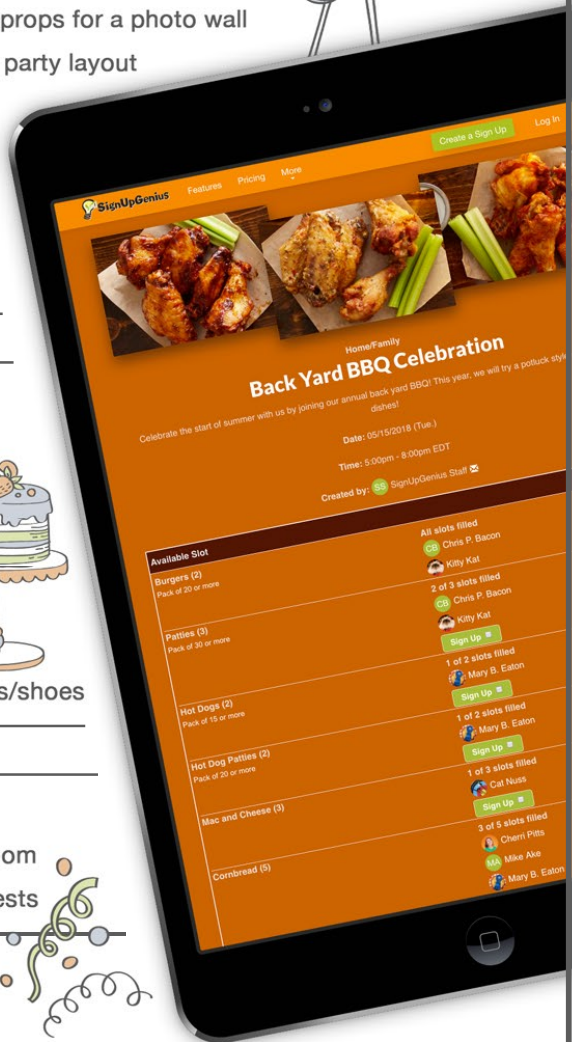 props for a photo wall
party layout
SignUpGenius
Features Pricing More
Create a Sign Up
Log In
Home/Family
Back Yard BBQ Celebration
Celebrate the start of summer with us by joining our annual back yard BBQ! This year, we will try a potluck style
dishes!
Date: 05/15/2018 (Tue.)
Time: 5:00pm - 8:00pm EDT
Created by: SS SignUpGenius Staff
Available Slot
Burgers (2)
Pack of 20 or more
All slots filled
CB Chris P. Bacon
Kitty Kat
Patties (3)
Pack of 30 or more
2 of 3 slots filled
CB Chris P. Bacon
Kitty Kat
Sign Up
Hot Dogs (2)
Pack of 15 or more
1 of 2 slots filled
Mary B. Eaton
Sign Up
Hot Dog Patties (2)
Pack of 20 or more
1 of 2 slots filled
Mary B. Eaton
Sign Up
Mac and Cheese (3)
1 of 3 slots filled
Cat Nuss
Sign Up
Cornbread (5)
3 of 5 slots filled
Cherri Pitts
MA Mike Ake
Mary B. Eaton
s/shoes
om
ests